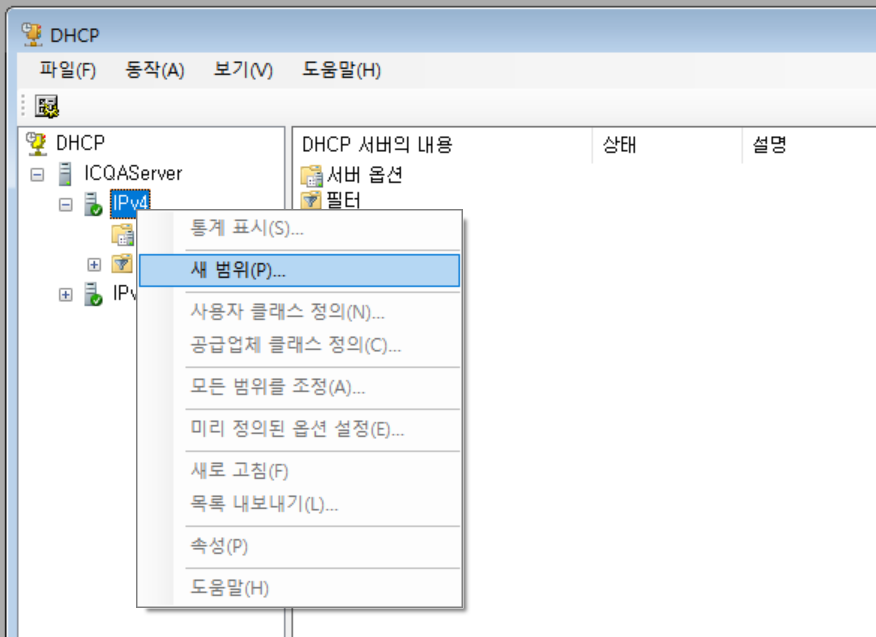 DHCP
파일(F) 동작(A) 보기(V) 도움말(H)
DHCP
ICQAServer
IPv4
DHCP 서버의 내용 상태 설명
서버 옵션
필터
통계 표시(S)...
새 범위(P)...
사용자 클래스 정의(N)...
공급업체 클래스 정의(C)...
모든 범위를 조정(A)...
미리 정의된 옵션 설정(E)...
새로 고침(F)
목록 내보내기(L)...
속성(P)
도움말(H)